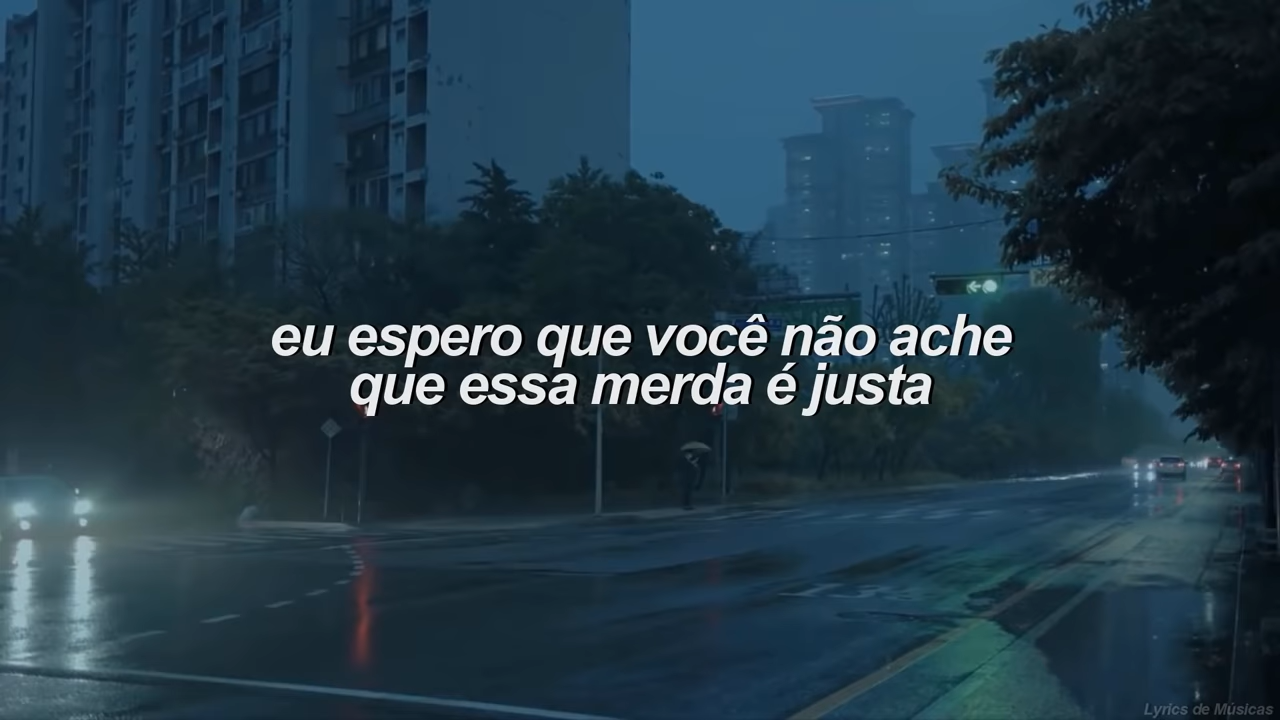 eu espero que você não ache
que essa merda é justa
Lyrics de Músicas